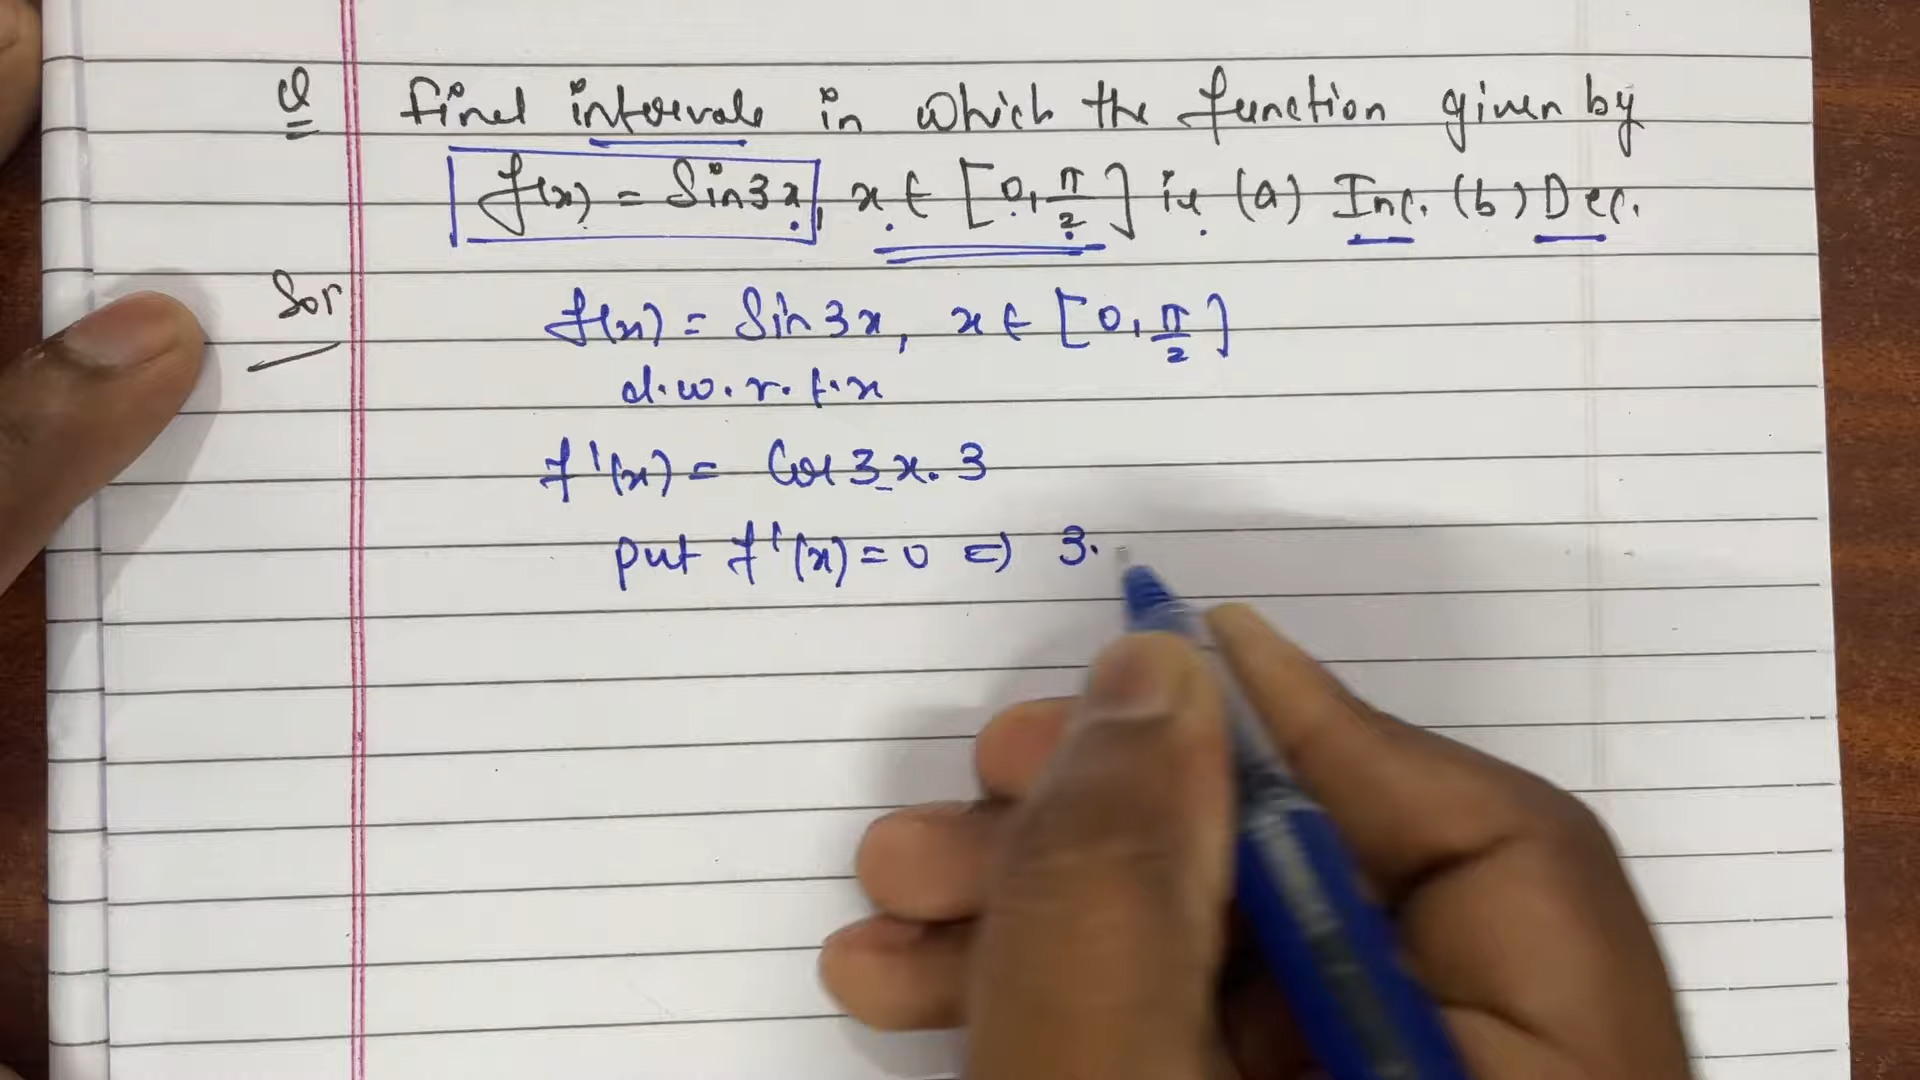 Q Find intervals in which the function given by
f(x) = Sin3x, x ∈ [0, π/2] is (a) Inc. (b) Dec.
Sol f(x) = Sin3x, x ∈ [0, π/2]
d.w.r.t.x
f'(x) = Cos3x.3
put f'(x)=0 ⇒ 3.